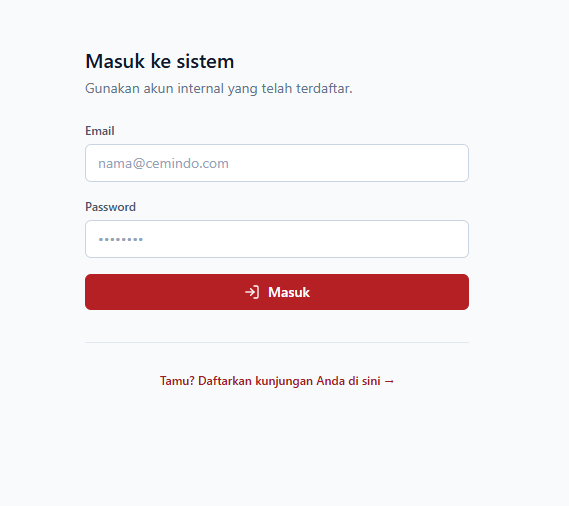 Masuk ke sistem
Gunakan akun internal yang telah terdaftar.
Email
nama@cemindo.com
Password
••••••••
Masuk
Tamu? Daftarkan kunjungan Anda di sini →